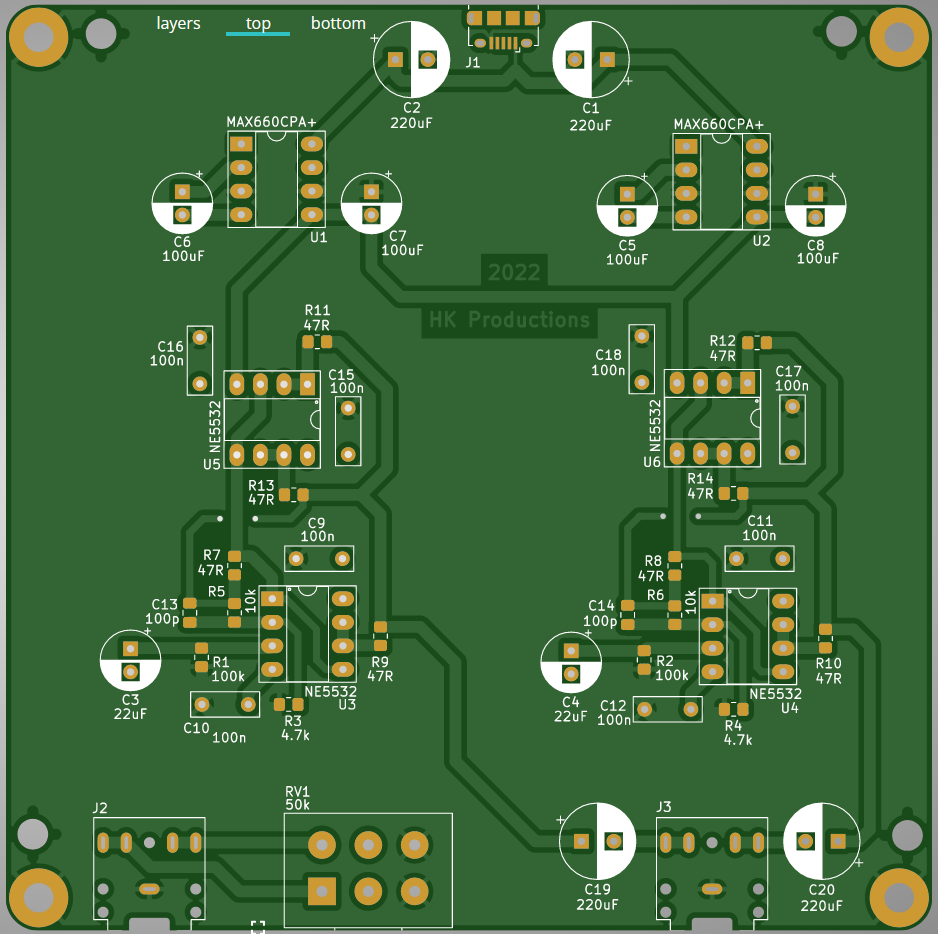 layers top bottom
J1
C2
220uF
C1
220uF
MAX660CPA+
MAX660CPA+
U1
U2
C6
100uF
C7
100uF
C5
100uF
C8
100uF
2022
HK Productions
R11
47R
R12
47R
C16
100n
C15
100n
C18
100n
C17
100n
NE5532
U5
NE5532
U6
R13
47R
R14
47R
C9
100n
C11
100n
R7
47R
R8
47R
R5
10k
R6
10k
C13
100p
C14
100p
R1
100k
R9
47R
R2
100k
R10
47R
NE5532
U3
NE5532
U4
C3
22uF
C4
22uF
C10
100n
R3
4.7k
C12
100n
R4
4.7k
J2
RV1
50k
J3
C19
220uF
C20
220uF